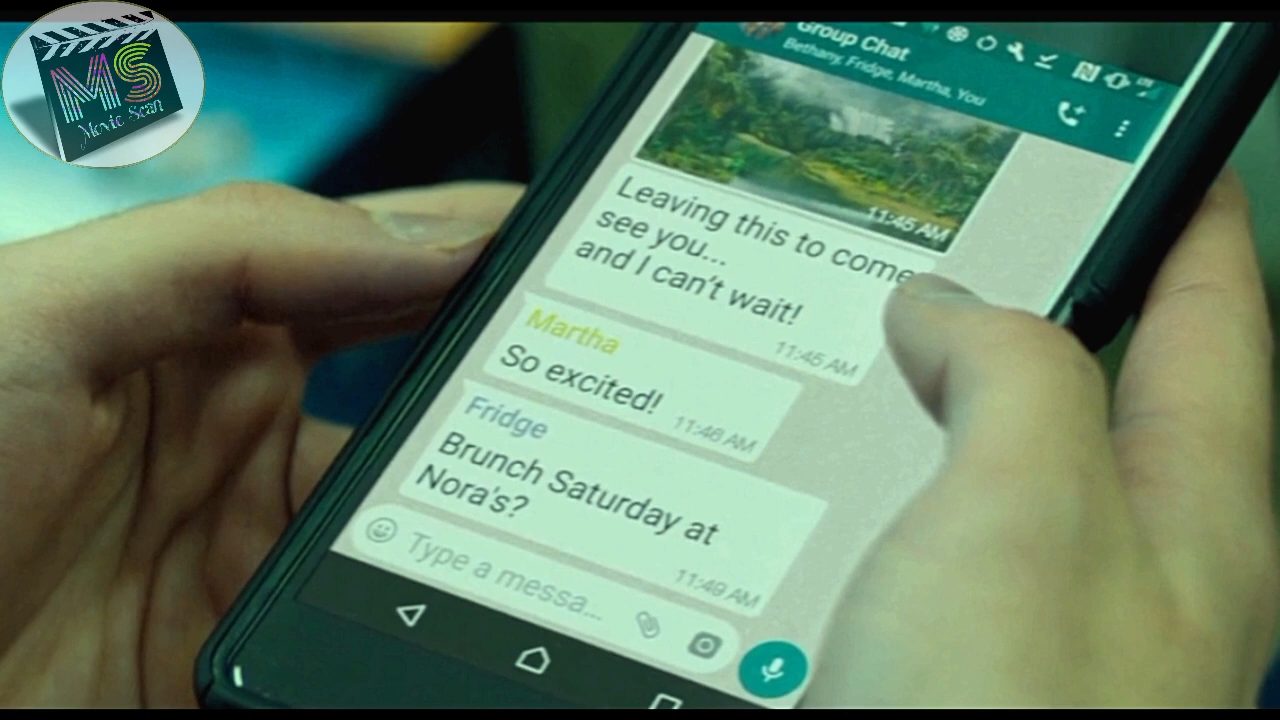 MS
Movie Scan
Group Chat
Bethany, Fridge, Martha, You
11:45 AM
Leaving this to come
see you...
and I can't wait!
11:45 AM
Martha
So excited!
11:46 AM
Fridge
Brunch Saturday at
Nora's?
11:49 AM
Type a messa...